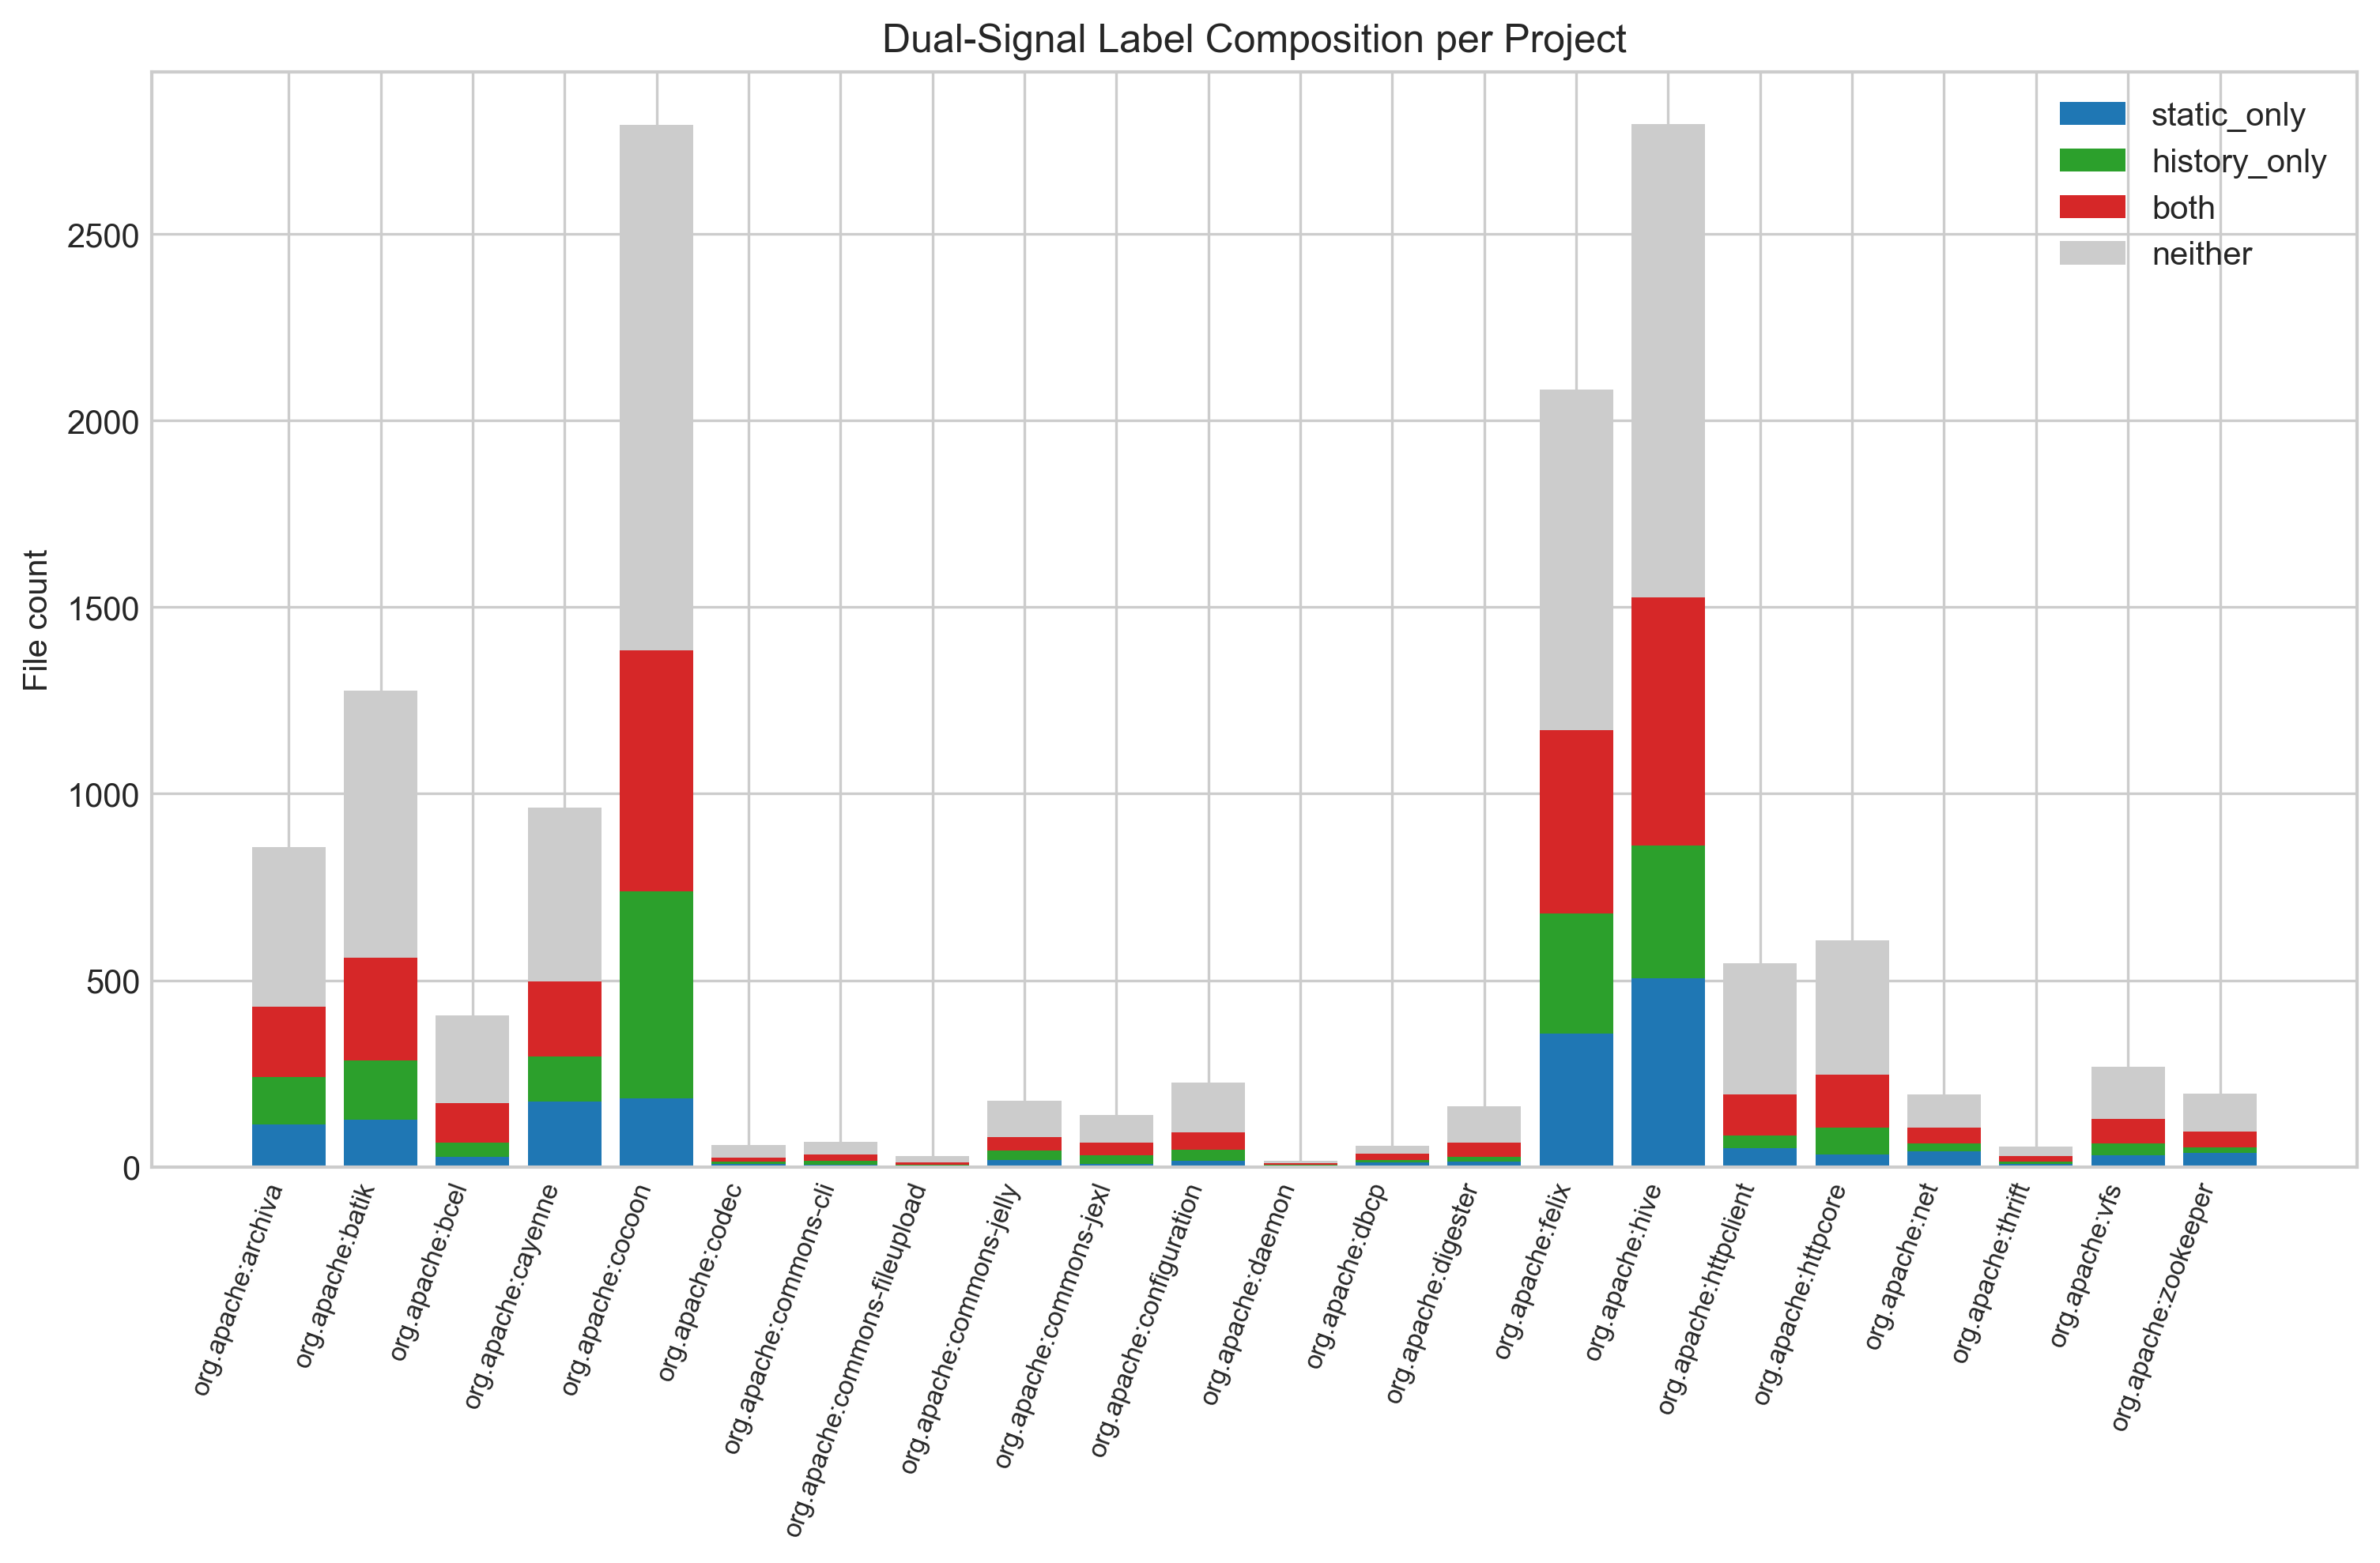 Dual-Signal Label Composition per Project
static_only
history_only
both
neither
File count
2500
2000
1500
1000
500
0
org.apache:archiva
org.apache:batik
org.apache:bcel
org.apache:cayenne
org.apache:cocoon
org.apache:codec
org.apache:commons-cli
org.apache:commons-fileupload
org.apache:commons-jelly
org.apache:commons-jexl
org.apache:configuration
org.apache:daemon
org.apache:dbcp
org.apache:digester
org.apache:felix
org.apache:hive
org.apache:httpclient
org.apache:httpcore
org.apache:net
org.apache:thrift
org.apache:vfs
org.apache:zookeeper